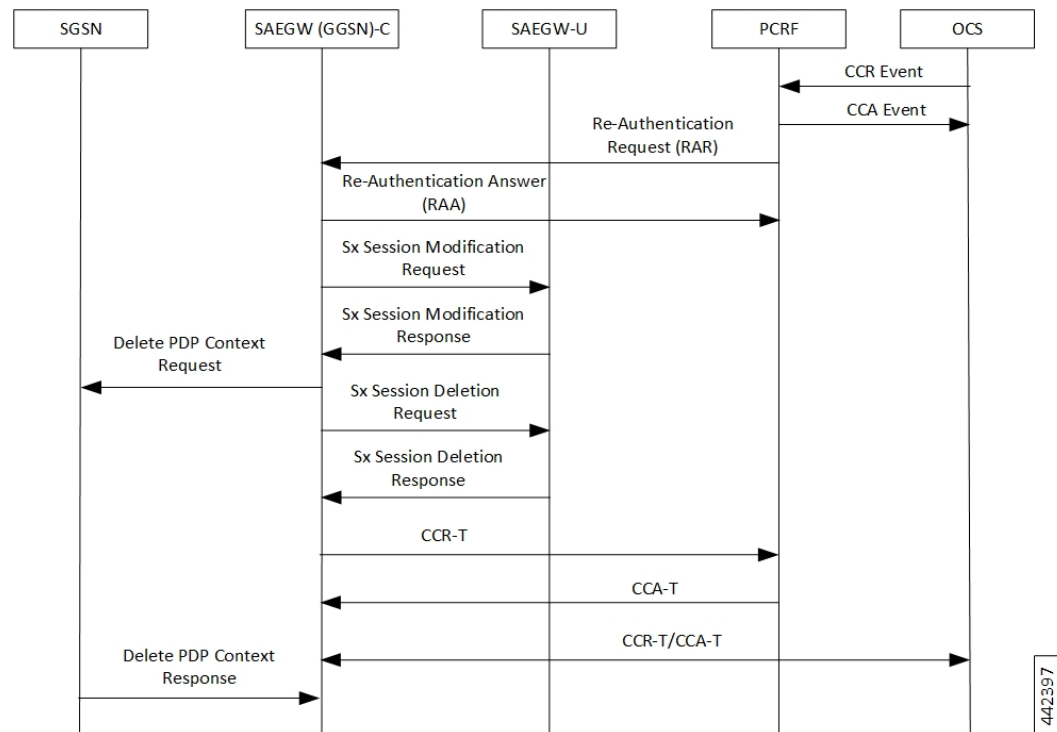 SGSN
SAEGW (GGSN)-C
SAEGW-U
PCRF
OCS
CCR Event
CCA Event
Re-Authentication
Request (RAR)
Re-Authentication Answer
(RAA)
Sx Session Modification
Request
Sx Session Modification
Response
Delete PDP Context
Request
Sx Session Deletion
Request
Sx Session Deletion
Response
CCR-T
CCA-T
CCR-T/CCA-T
Delete PDP Context
Response
442397